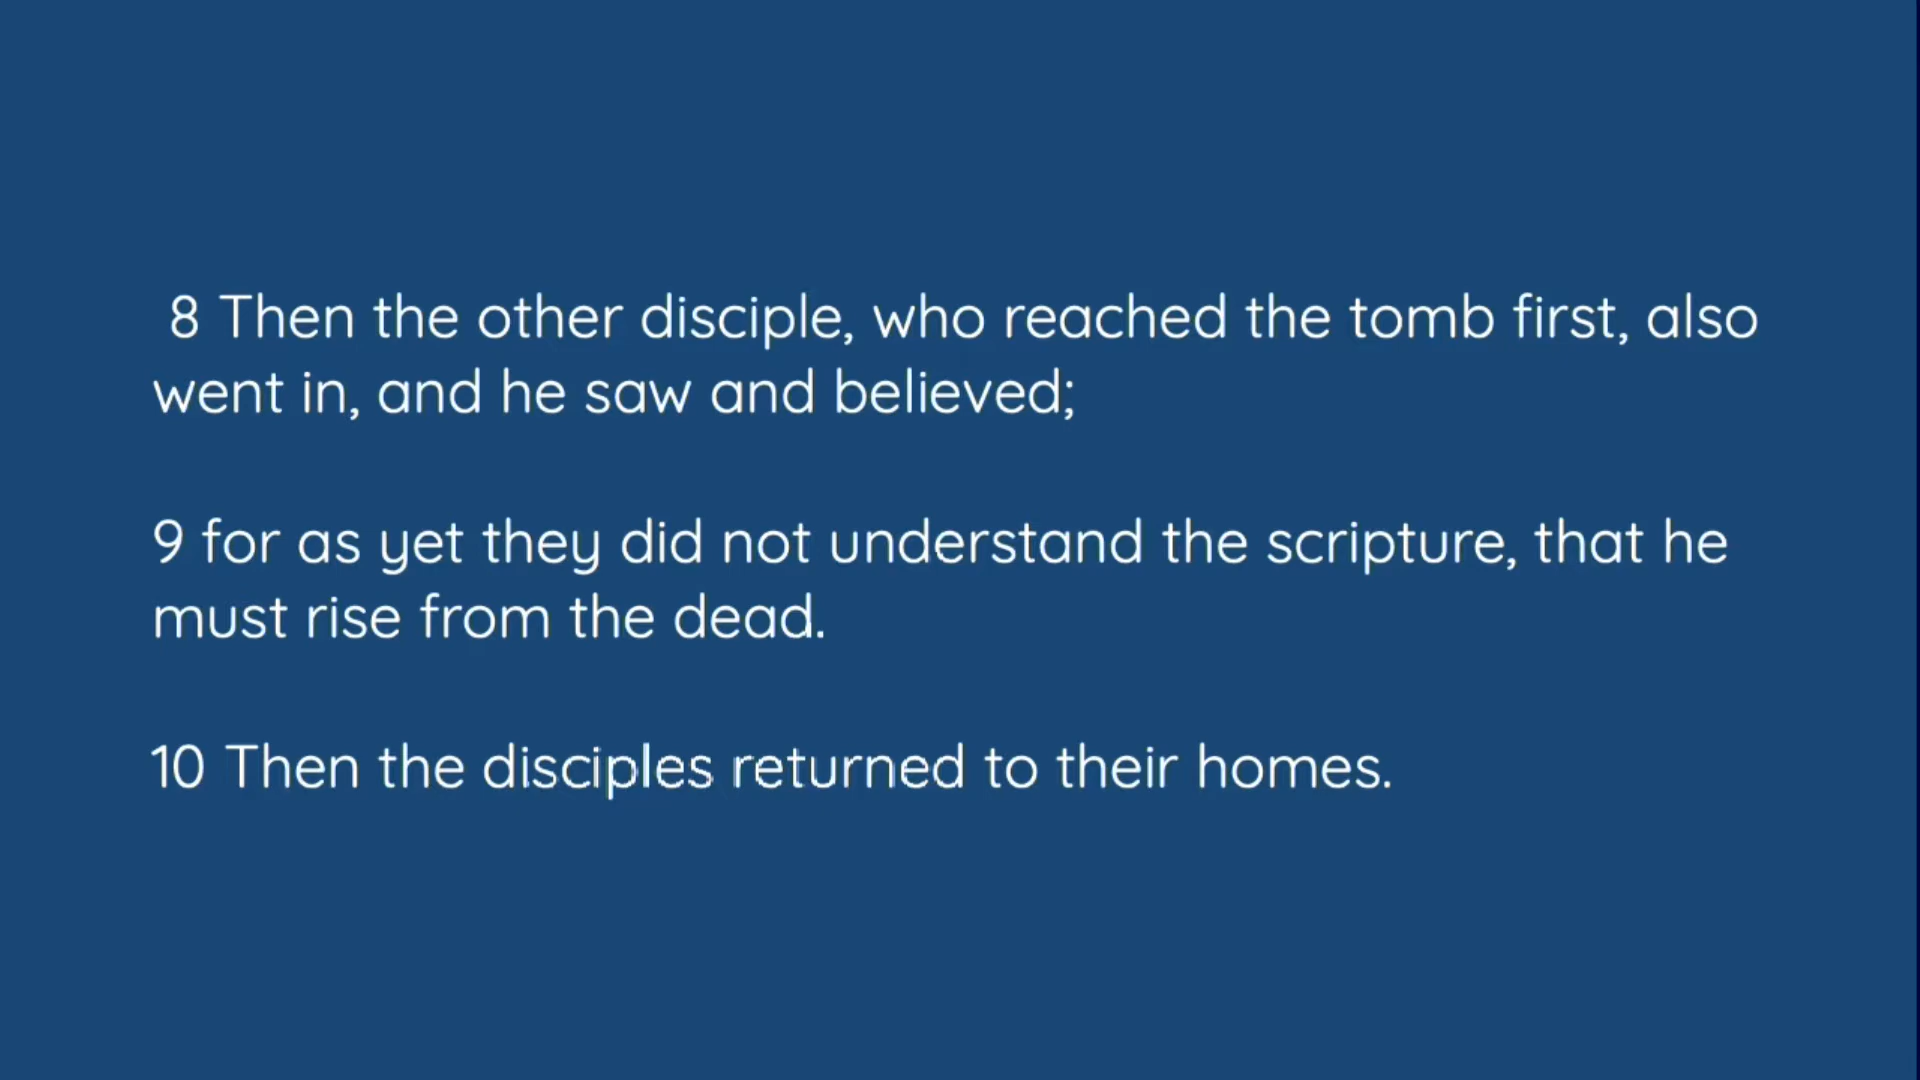 8 Then the other disciple, who reached the tomb first, also
went in, and he saw and believed;
9 for as yet they did not understand the scripture, that he
must rise from the dead.
10 Then the disciples returned to their homes.